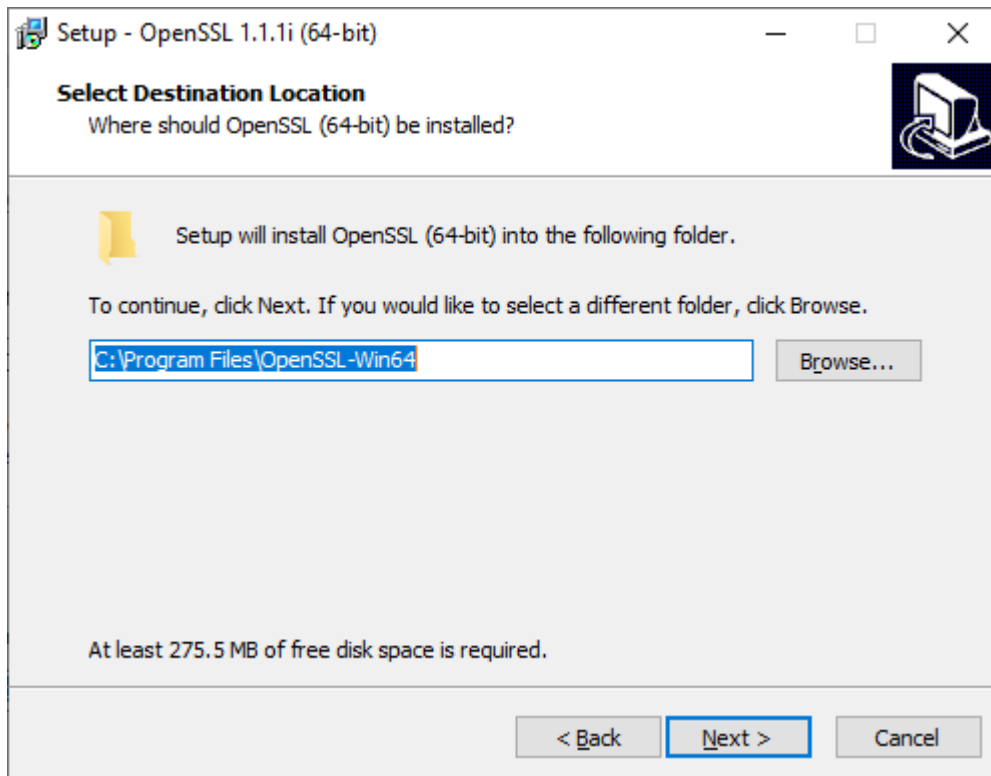 Setup - OpenSSL 1.1.1i (64-bit)
Select Destination Location
Where should OpenSSL (64-bit) be installed?
Setup will install OpenSSL (64-bit) into the following folder.
To continue, click Next. If you would like to select a different folder, click Browse.
C:\Program Files\OpenSSL-Win64
Browse...
At least 275.5 MB of free disk space is required.
< Back
Next >
Cancel